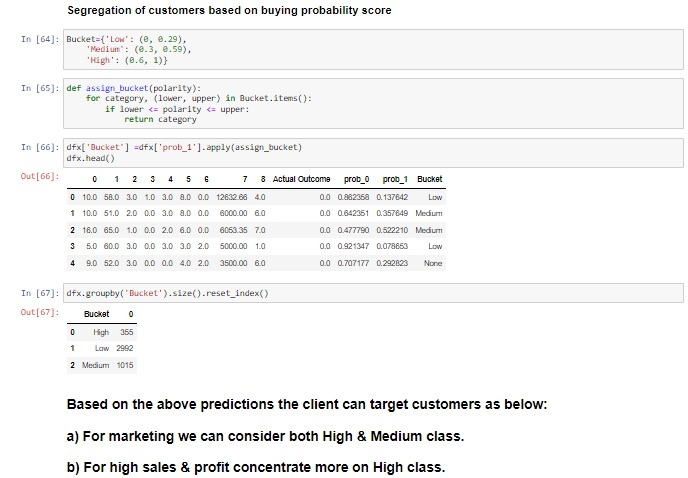 Segregation of customers based on buying probability score
In [64]: Bucket={'Low': (0, 0.29),
'Medium': (0.3, 0.59),
'High': (0.6, 1)}
In [65]: def assign_bucket(polarity):
for category, (lower, upper) in Bucket.items():
if lower <= polarity <= upper:
return category
In [66]: dfx['Bucket'] =dfx['prob_1'].apply(assign_bucket)
dfx.head()
Out[66]:
0 1 2 3 4 5 6 7 8 Actual Outcome prob_0 prob_1 Bucket
0 10.0 58.0 3.0 1.0 3.0 8.0 0.0 12632.66 4.0 0.0 0.862358 0.137642 Low
1 10.0 51.0 2.0 0.0 3.0 8.0 0.0 6000.00 6.0 0.0 0.642351 0.357649 Medium
2 16.0 65.0 1.0 0.0 2.0 6.0 0.0 6053.35 7.0 0.0 0.477790 0.522210 Medium
3 5.0 60.0 3.0 0.0 3.0 3.0 0.0 5000.00 1.0 0.0 0.921347 0.078653 Low
4 9.0 52.0 3.0 0.0 0.0 4.0 2.0 3500.00 6.0 0.0 0.707177 0.292823 None
In [67]: dfx.groupby('Bucket').size().reset_index()
Out[67]:
Bucket 0
0 High 355
1 Low 2992
2 Medium 1015
Based on the above predictions the client can target customers as below:
a) For marketing we can consider both High & Medium class.
b) For high sales & profit concentrate more on High class.